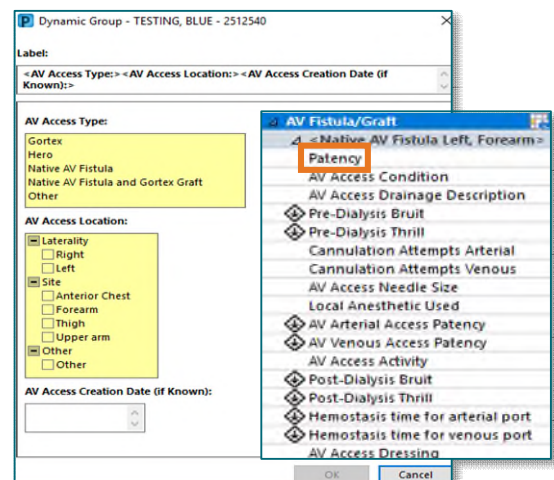 Dynamic Group - TESTING, BLUE - 2512540
Label:
<AV Access Type:> <AV Access Location:> <AV Access Creation Date (if
Known):>
AV Access Type:
Gortex
Hero
Native AV Fistula
Native AV Fistula and Gortex Graft
Other
AV Access Location:
Laterality
Right
Left
Site
Anterior Chest
Forearm
Thigh
Upper arm
Other
Other
AV Access Creation Date (if Known):
OK Cancel
AV Fistula/Graft
<Native AV Fistula Left, Forearm>
Patency
AV Access Condition
AV Access Drainage Description
Pre-Dialysis Bruit
Pre-Dialysis Thrill
Cannulation Attempts Arterial
Cannulation Attempts Venous
AV Access Needle Size
Local Anesthetic Used
AV Arterial Access Patency
AV Venous Access Patency
AV Access Activity
Post-Dialysis Bruit
Post-Dialysis Thrill
Hemostasis time for arterial port
Hemostasis time for venous port
AV Access Dressing